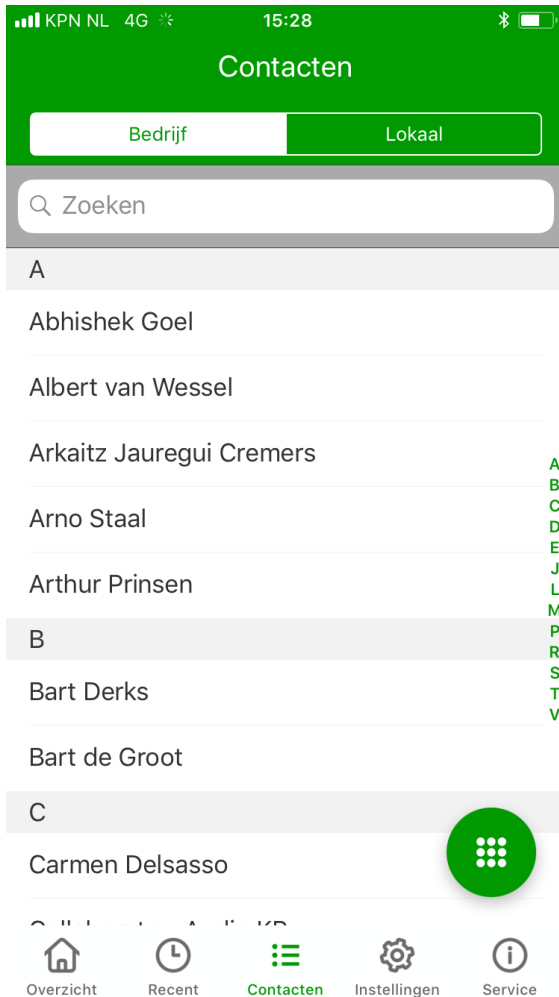 KPN NL 4G 15:28
Contacten
Bedrijf Lokaal
Zoeken
A
Abhishek Goel
Albert van Wessel
Arkaitz Jauregui Cremers
Arno Staal
Arthur Prinsen
B
Bart Derks
Bart de Groot
C
Carmen Delsasso
A
B
C
D
E
J
L
M
P
R
S
T
V
Overzicht Recent Contacten Instellingen Service